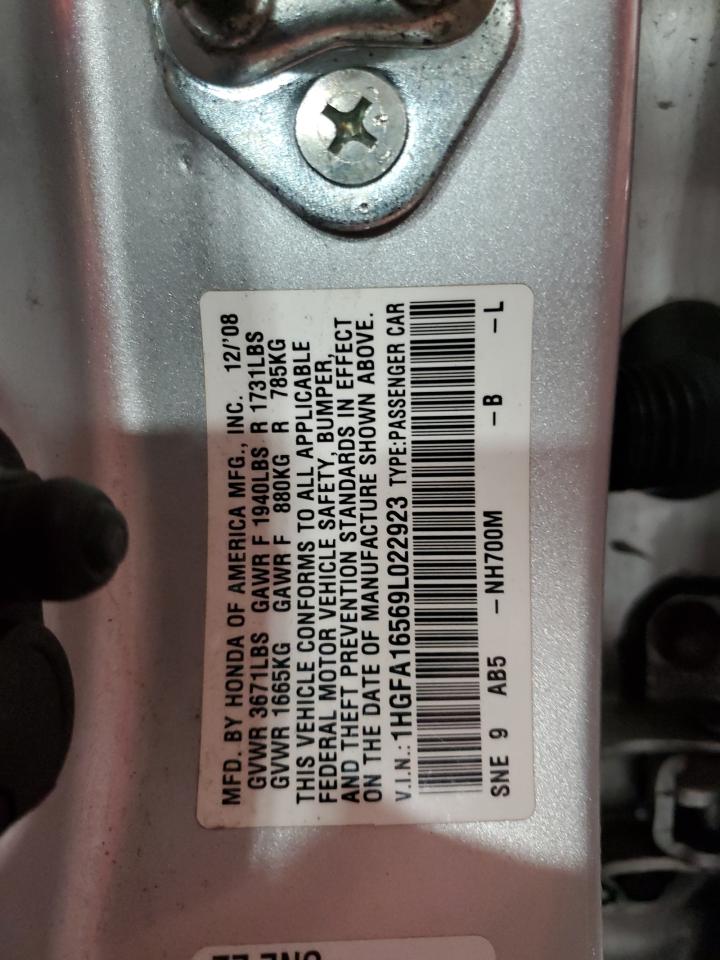 MFD. BY HONDA OF AMERICA MFG., INC. 12/'08
GVWR 3671LBS GAWR F 1940LBS R 1731LBS
GVWR 1665KG GAWR F 880KG R 785KG
THIS VEHICLE CONFORMS TO ALL APPLICABLE
FEDERAL MOTOR VEHICLE SAFETY, BUMPER,
AND THEFT PREVENTION STANDARDS IN EFFECT
ON THE DATE OF MANUFACTURE SHOWN ABOVE.
V.I.N.: 1HGFA16569L022923 TYPE:PASSENGER CAR
SNE 9 AB5 -NH700M -B -L